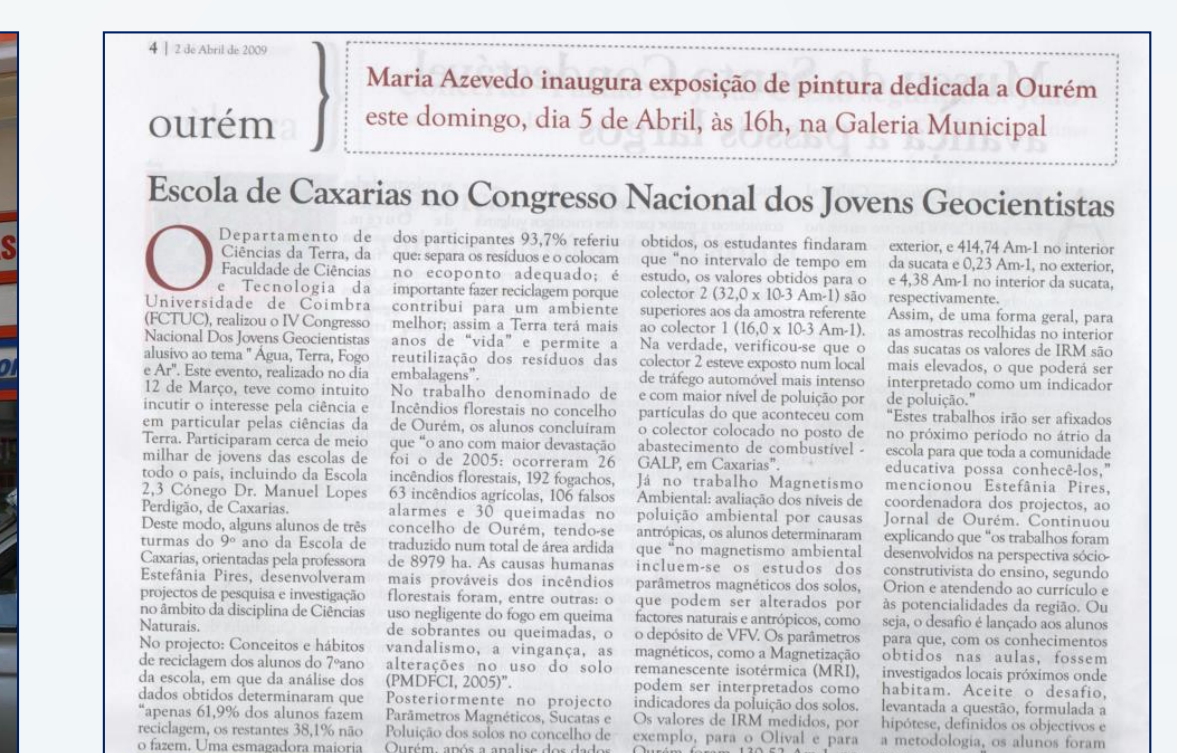 4 | 2 de Abril de 2009
ourém
Maria Azevedo inaugura exposição de pintura dedicada a Ourém
este domingo, dia 5 de Abril, às 16h, na Galeria Municipal
Escola de Caxarias no Congresso Nacional dos Jovens Geocientistas
O Departamento de
Ciências da Terra, da
Faculdade de Ciências
e Tecnologia da
Universidade de Coimbra
(FCTUC), realizou o IV Congresso
Nacional Dos Jovens Geocientistas
alusivo ao tema " Água, Terra, Fogo
e Ar". Este evento, realizado no dia
12 de Março, teve como intuito
incutir o interesse pela ciência e
em particular pelas ciências da
Terra. Participaram cerca de meio
milhar de jovens das escolas de
todo o país, incluindo da Escola
2,3 Cónego Dr. Manuel Lopes
Perdigão, de Caxarias.
Deste modo, alguns alunos de três
turmas do 9º ano da Escola de
Caxarias, orientadas pela professora
Estefânia Pires, desenvolveram
projectos de pesquisa e investigação
no âmbito da disciplina de Ciências
Naturais.
No projecto: Conceitos e hábitos
de reciclagem dos alunos do 7ºano
da escola, em que da análise dos
dados obtidos determinaram que
"apenas 61,9% dos alunos fazem
reciclagem, os restantes 38,1% não
o fazem. Uma esmagadora maioria
dos participantes 93,7% referiu
que: separa os resíduos e o colocam
no ecoponto adequado; é
importante fazer reciclagem porque
contribui para um ambiente
melhor; assim a Terra terá mais
anos de "vida" e permite a
reutilização dos resíduos das
embalagens".
No trabalho denominado de
Incêndios florestais no concelho
de Ourém, os alunos concluíram
que "o ano com maior devastação
foi o de 2005: ocorreram 26
incêndios florestais, 192 fogachos,
63 incêndios agrícolas, 106 falsos
alarmes e 30 queimadas no
concelho de Ourém, tendo-se
traduzido num total de área ardida
de 8979 ha. As causas humanas
mais prováveis dos incêndios
florestais foram, entre outras: o
uso negligente do fogo em queima
de sobrantes ou queimadas, o
vandalismo, a vingança, as
alterações no uso do solo
(PMDFCI, 2005)".
Posteriormente no projecto
Parâmetros Magnéticos, Sucatas e
Poluição dos solos no concelho de
Ourém, após a analise dos dados
obtidos, os estudantes findaram
que "no intervalo de tempo em
estudo, os valores obtidos para o
colector 2 (32,0 x 10-3 Am-1) são
superiores aos da amostra referente
ao colector 1 (16,0 x 10-3 Am-1).
Na verdade, verificou-se que o
colector 2 esteve exposto num local
de tráfego automóvel mais intenso
e com maior nível de poluição por
partículas do que aconteceu com
o colector colocado no posto de
abastecimento de combustível -
GALP, em Caxarias".
Já no trabalho Magnetismo
Ambiental: avaliação dos níveis de
poluição ambiental por causas
antrópicas, os alunos determinaram
que "no magnetismo ambiental
incluem-se os estudos dos
parâmetros magnéticos dos solos,
que podem ser alterados por
factores naturais e antrópicos, como
o depósito de VFV. Os parâmetros
magnéticos, como a Magnetização
remanescente isotérmica (MRI),
podem ser interpretados como
indicadores da poluição dos solos.
Os valores de IRM medidos, por
exemplo, para o Olival e para
Ourém foram 130,52 Am-1, no
exterior, e 414,74 Am-1 no interior
da sucata e 0,23 Am-1, no exterior,
e 4,38 Am-1 no interior da sucata,
respectivamente.
Assim, de uma forma geral, para
as amostras recolhidas no interior
das sucatas os valores de IRM são
mais elevados, o que poderá ser
interpretado como um indicador
de poluição."
"Estes trabalhos irão ser afixados
no próximo período no átrio da
escola para que toda a comunidade
educativa possa conhecê-los,"
mencionou Estefânia Pires,
coordenadora dos projectos, ao
Jornal de Ourém. Continuou
explicando que "os trabalhos foram
desenvolvidos na perspectiva sócio-
construtivista do ensino, segundo
Orion e atendendo ao currículo e
às potencialidades da região. Ou
seja, o desafio é lançado aos alunos
para que, com os conhecimentos
obtidos nas aulas, fossem
investigados locais próximos onde
habitam. Aceite o desafio,
levantada a questão, formulada a
hipótese, definidos os objectivos e
a metodologia, os alunos foram